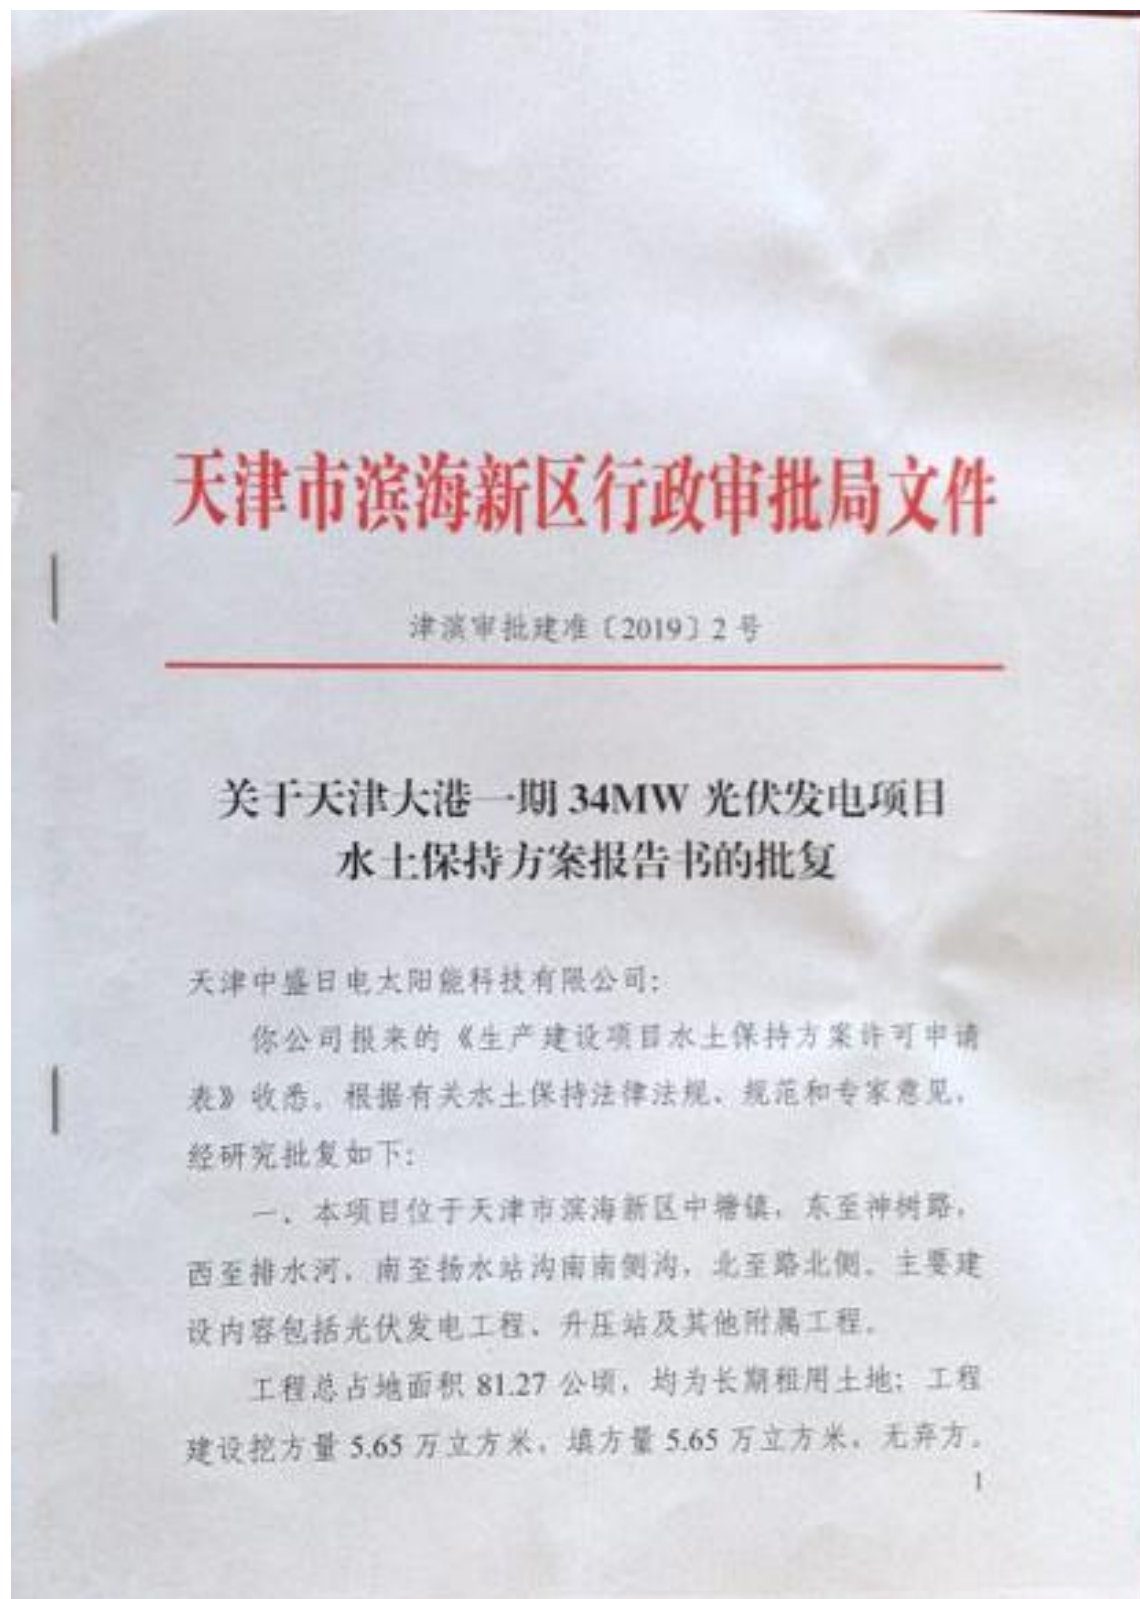 天津市滨海新区行政审批局文件
津滨审批建准〔2019〕2号
关于天津大港一期34MW光伏发电项目
水土保持方案报告书的批复
天津中盛日电太阳能科技有限公司:
你公司报来的《生产建设项目水土保持方案许可申请
表》收悉。根据有关水土保持法律法规、规范和专家意见,
经研究批复如下:
一、本项目位于天津市滨海新区中塘镇,东至神树路,
西至排水河,南至扬水站沟南南侧沟,北至路北侧。主要建
设内容包括光伏发电工程、升压站及其他附属工程。
工程总占地面积81.27公顷,均为长期租用土地;工程
建设挖方量5.65万立方米,填方量5.65万立方米,无弃方。
1